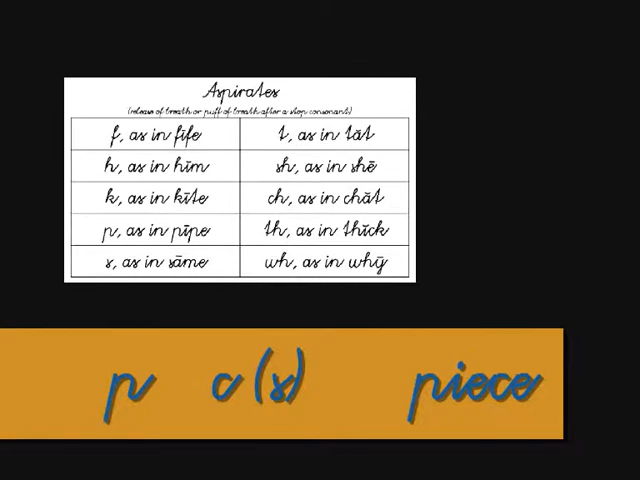 Aspirates
(release of breath or puff of breath after a stop consonant)
f, as in fīfe
t, as in tăt
h, as in hĭm
sh, as in shē
k, as in kīte
ch, as in chăt
p, as in pīpe
th, as in thĭck
s, as in sāme
wh, as in whȳ
p c (s) piece